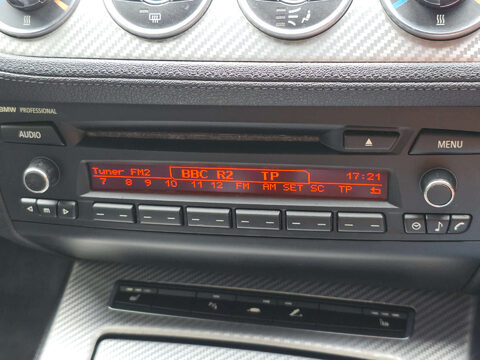 BMW PROFESSIONAL
AUDIO
MENU
Tuner FM2 BBC R2 TP 17:21
7 8 9 10 11 12 FM AM SET SC TP